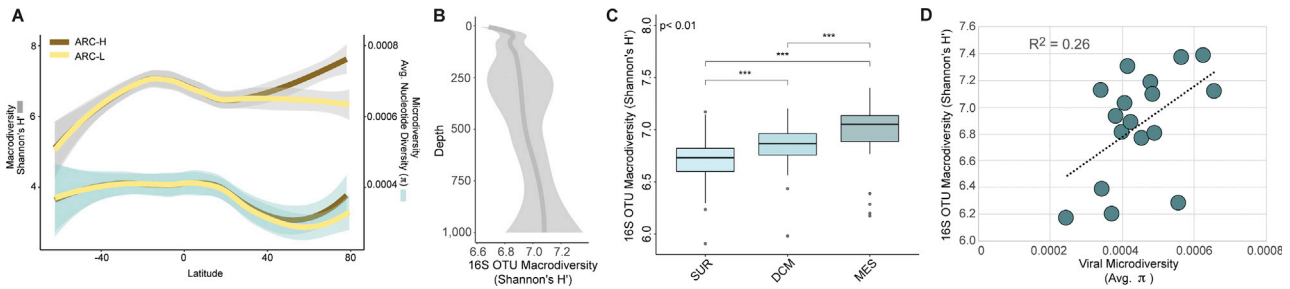 A
ARC-H
ARC-L
8
6
4
Macrodiversity
Shannon's H'
0.0008
0.0006
0.0004
Microdiversity
Avg. Nucleotide Diversity (π)
-40
0
40
80
Latitude
B
0
250
500
750
1,000
Depth
6.6
6.8
7.0
7.2
16S OTU Macrodiversity
(Shannon's H')
C
p< 0.01
***
***
***
8.0
7.5
7.0
6.5
6.0
16S OTU Macrodiversity (Shannon's H')
SUR
DCM
MES
D
R2 = 0.26
7.6
7.4
7.2
7.0
6.8
6.6
6.4
6.2
6.0
16S OTU Macrodiversity (Shannon's H')
0
0.0002
0.0004
0.0006
0.0008
Viral Microdiversity
(Avg. π )